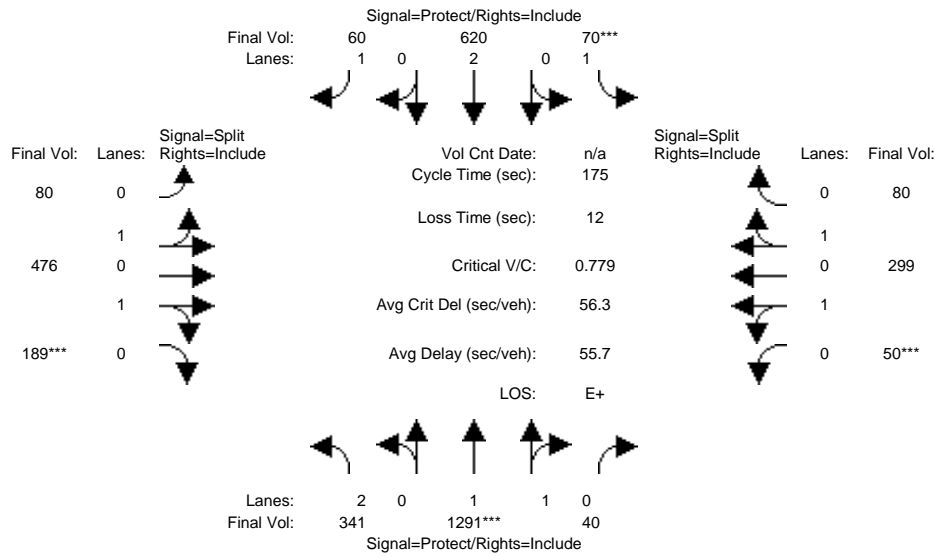 Signal=Protect/Rights=Include
Final Vol: 60 620 70***
Lanes: 1 0 2 0 1
Signal=Split
Final Vol: Lanes: Rights=Include
Vol Cnt Date: n/a
Signal=Split
Rights=Include Lanes: Final Vol:
Cycle Time (sec): 175
80 0
0 80
Loss Time (sec): 12
1
1
476 0
Critical V/C: 0.779
0 299
1
Avg Crit Del (sec/veh): 56.3
1
189*** 0
Avg Delay (sec/veh): 55.7
0 50***
LOS: E+
Lanes: 2 0 1 1 0
Final Vol: 341 1291*** 40
Signal=Protect/Rights=Include